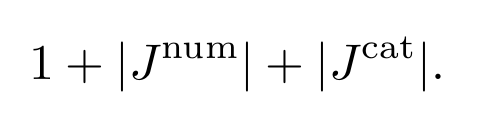 1 + |J^num| + |J^cat|.